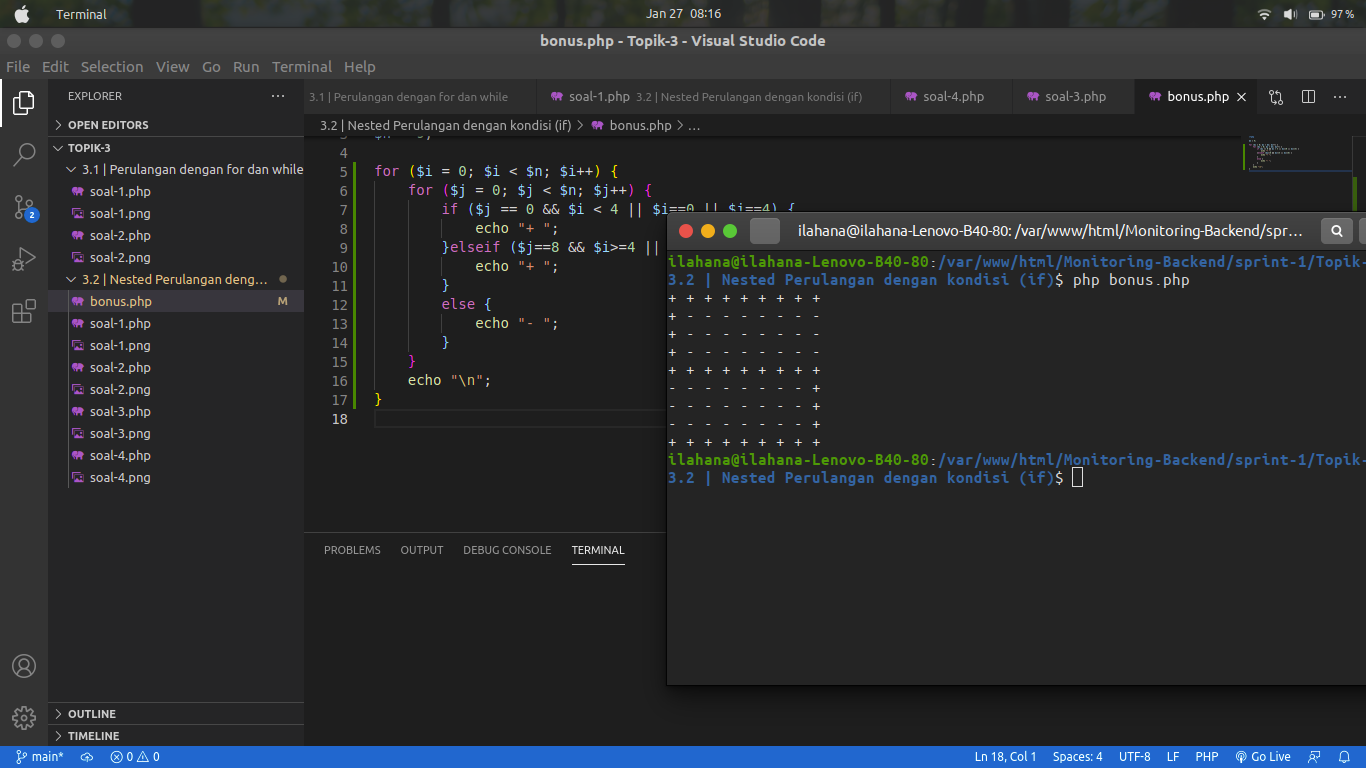 Terminal
Jan 27 08:16
97 %
bonus.php - Topik-3 - Visual Studio Code
File Edit Selection View Go Run Terminal Help
EXPLORER
OPEN EDITORS
TOPIK-3
3.1 | Perulangan dengan for dan while
soal-1.php
soal-1.png
soal-2.php
soal-2.png
3.2 | Nested Perulangan deng...
bonus.php M
soal-1.php
soal-1.png
soal-2.php
soal-2.png
soal-3.php
soal-3.png
soal-4.php
soal-4.png
OUTLINE
TIMELINE
3.1 | Perulangan dengan for dan while
soal-1.php 3.2 | Nested Perulangan dengan kondisi (if)
soal-4.php
soal-3.php
bonus.php
3.2 | Nested Perulangan dengan kondisi (if) > bonus.php > ...
4
5 for ($i = 0; $i < $n; $i++) {
6 for ($j = 0; $j < $n; $j++) {
7 if ($j == 0 && $i < 4 || $i==0 || $i==4) {
8 echo "+ ";
9 }elseif ($j==8 && $i>=4 ||
10 echo "+ ";
11 }
12 else {
13 echo "- ";
14 }
15 }
16 echo "\n";
17 }
18
PROBLEMS OUTPUT DEBUG CONSOLE TERMINAL
ilahana@ilahana-Lenovo-B40-80: /var/www/html/Monitoring-Backend/spr...
ilahana@ilahana-Lenovo-B40-80:/var/www/html/Monitoring-Backend/sprint-1/Topik-
3.2 | Nested Perulangan dengan kondisi (if)$ php bonus.php
+ + + + + + + + +
+ - - - - - - - -
+ - - - - - - - -
+ - - - - - - - -
+ + + + + + + + +
- - - - - - - - +
- - - - - - - - +
- - - - - - - - +
+ + + + + + + + +
ilahana@ilahana-Lenovo-B40-80:/var/www/html/Monitoring-Backend/sprint-1/Topik-
3.2 | Nested Perulangan dengan kondisi (if)$
2
main* 0 0
Ln 18, Col 1 Spaces: 4 UTF-8 LF PHP Go Live